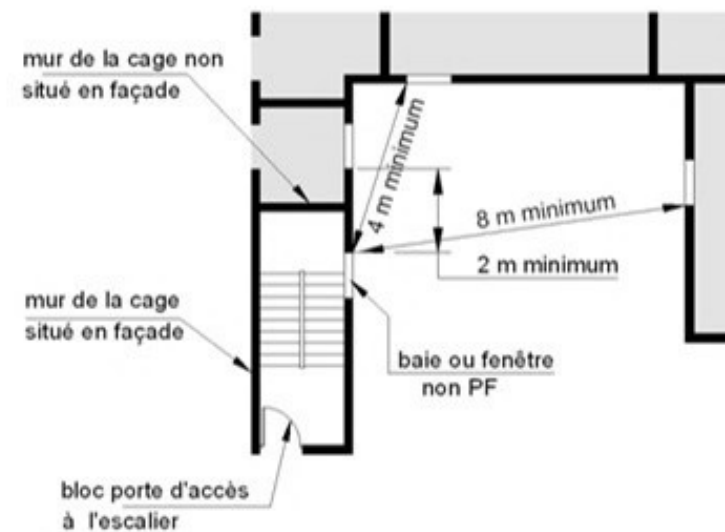 mur de la cage non
situé en façade
4 m minimum
8 m minimum
2 m minimum
mur de la cage
situé en façade
baie ou fenêtre
non PF
bloc porte d'accès
à l'escalier